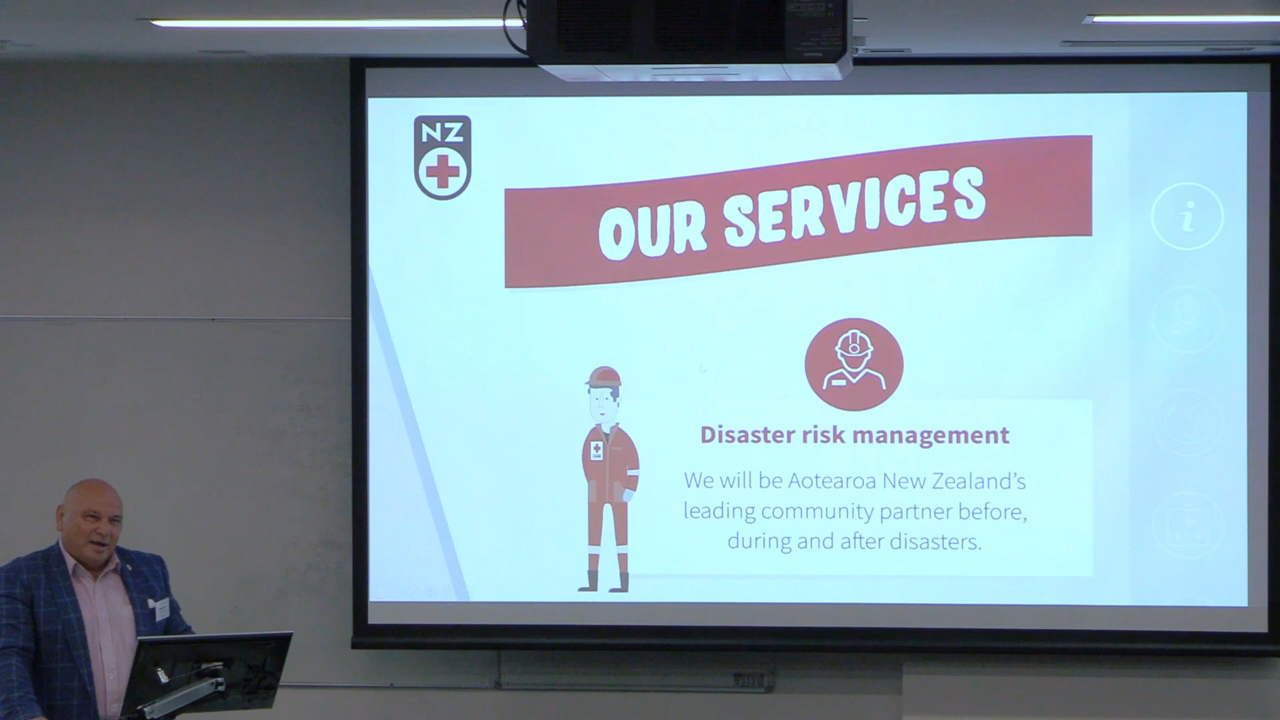 NZ
OUR SERVICES
i
Disaster risk management
We will be Aotearoa New Zealand's
leading community partner before,
during and after disasters.